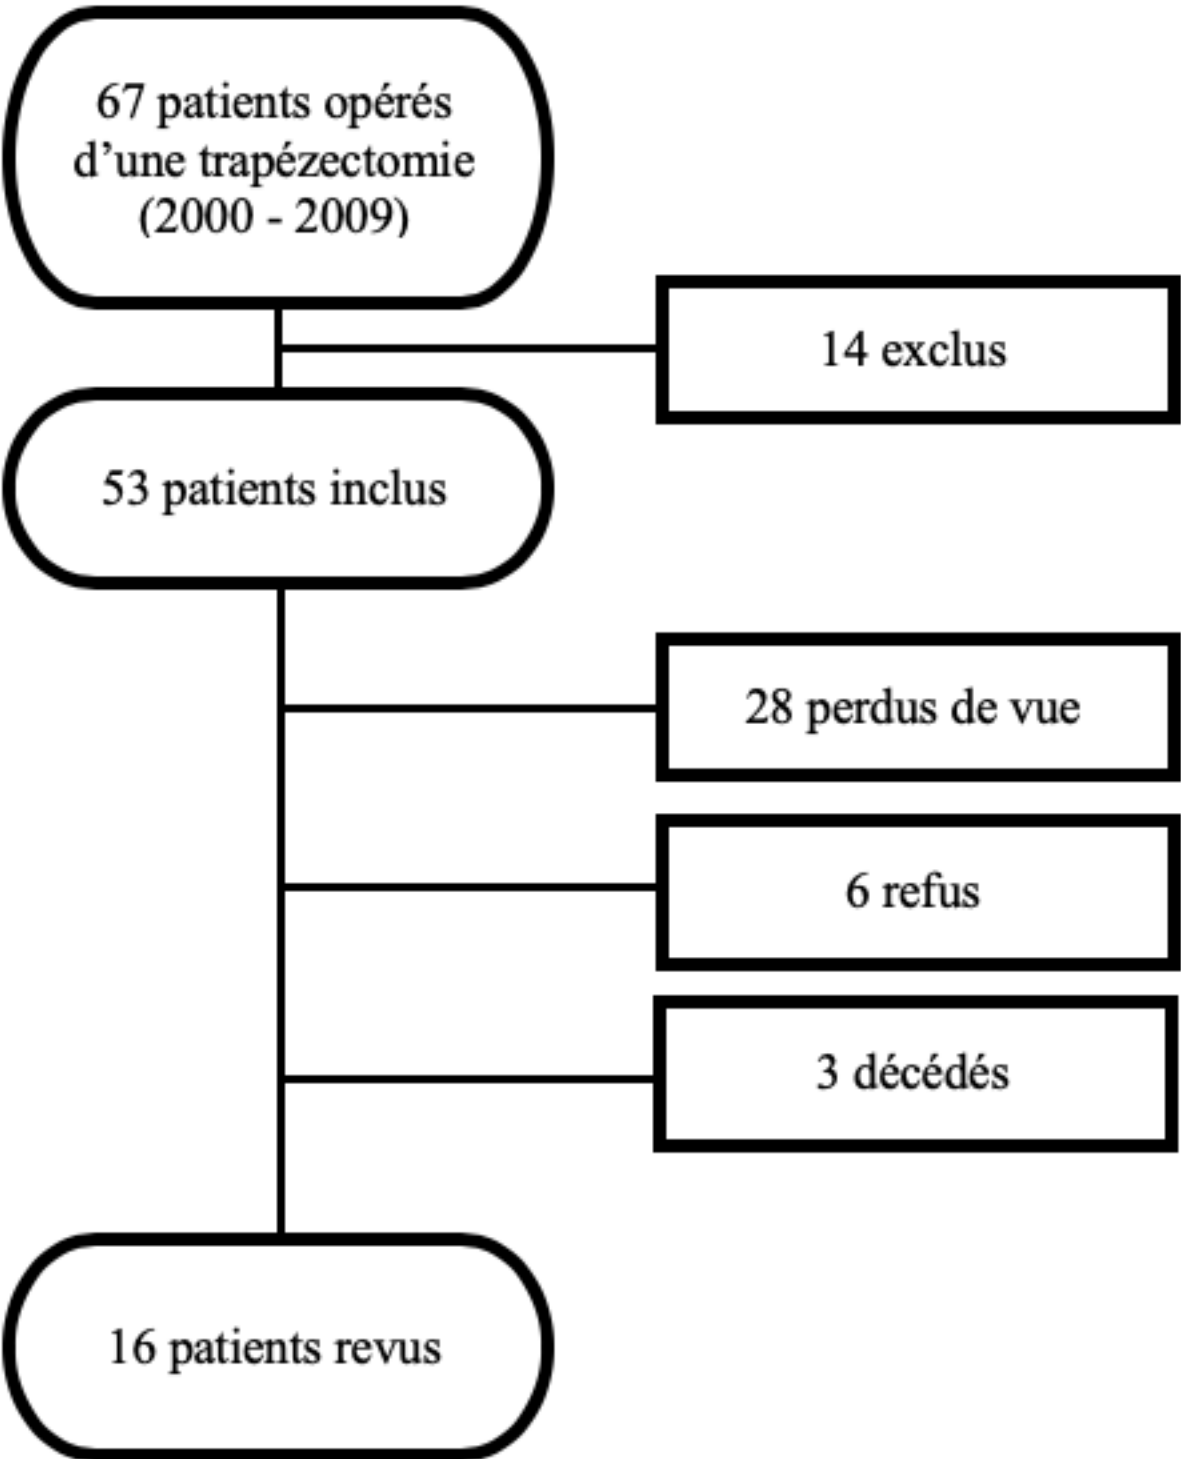 67 patients opérés
d’une trapézectomie
(2000 - 2009)
14 exclus
53 patients inclus
28 perdus de vue
6 refus
3 décédés
16 patients revus